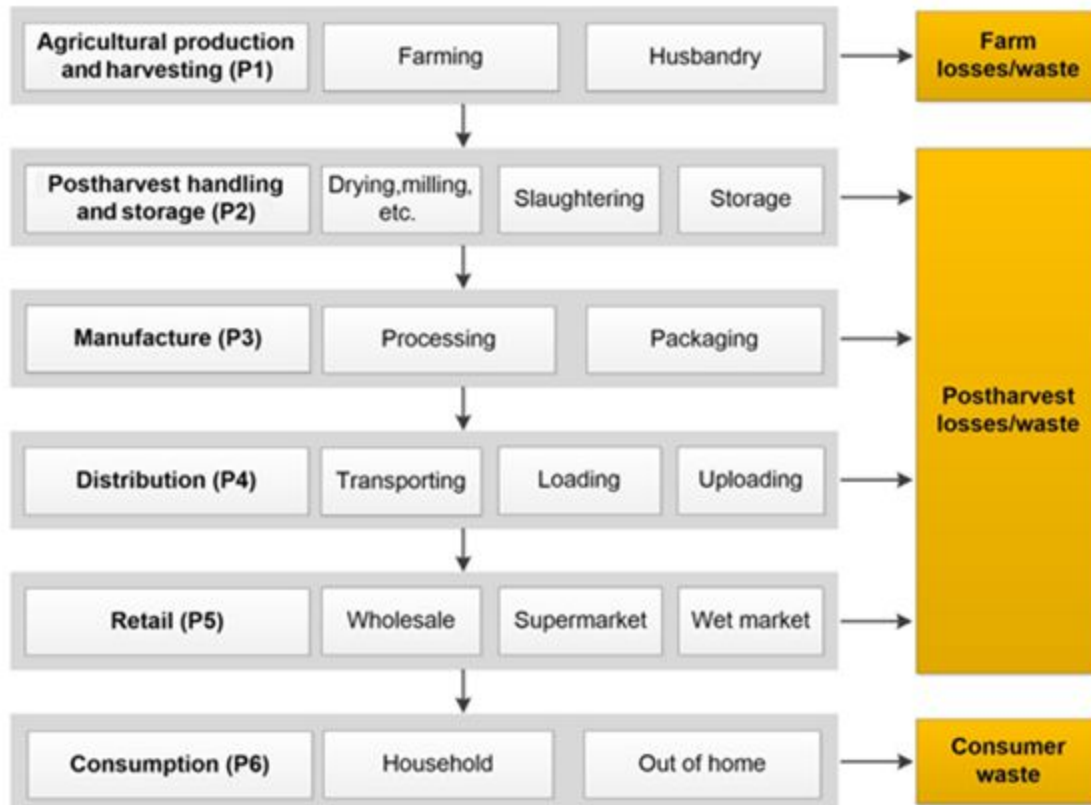 Agricultural production
and harvesting (P1)
Farming
Husbandry
Farm
losses/waste
Postharvest handling
and storage (P2)
Drying,milling,
etc.
Slaughtering
Storage
Manufacture (P3)
Processing
Packaging
Postharvest
losses/waste
Distribution (P4)
Transporting
Loading
Uploading
Retail (P5)
Wholesale
Supermarket
Wet market
Consumption (P6)
Household
Out of home
Consumer
waste